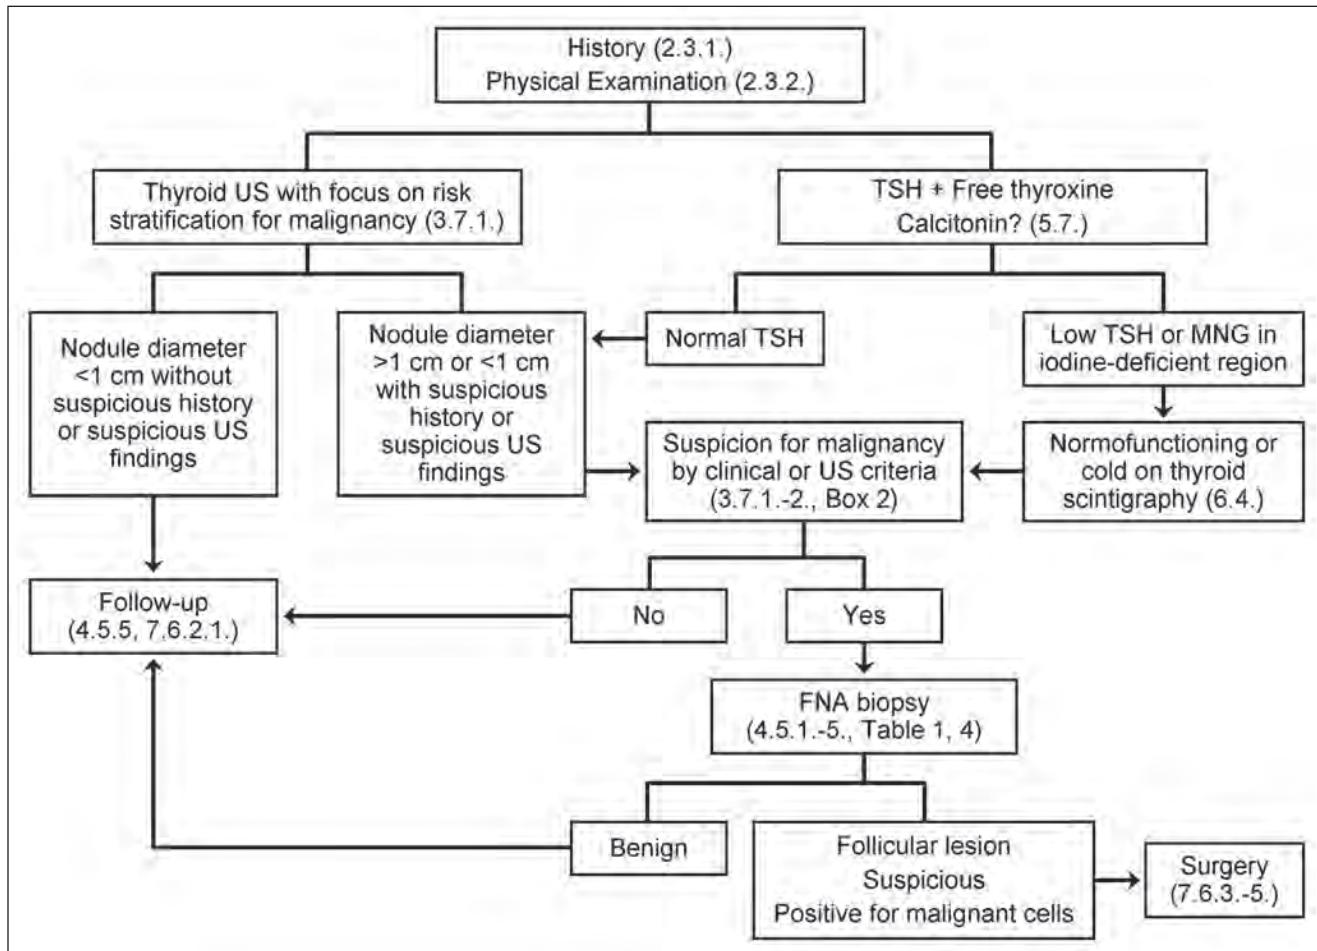 History (2.3.1.)
Physical Examination (2.3.2.)
Thyroid US with focus on risk
stratification for malignancy (3.7.1.)
TSH + Free thyroxine
Calcitonin? (5.7.)
Nodule diameter
<1 cm without
suspicious history
or suspicious US
findings
Nodule diameter
>1 cm or <1 cm
with suspicious
history or
suspicious US
findings
Normal TSH
Low TSH or MNG in
iodine-deficient region
Suspicion for malignancy
by clinical or US criteria
(3.7.1.-2., Box 2)
Normofunctioning or
cold on thyroid
scintigraphy (6.4.)
Follow-up
(4.5.5, 7.6.2.1.)
No
Yes
FNA biopsy
(4.5.1.-5., Table 1, 4)
Benign
Follicular lesion
Suspicious
Positive for malignant cells
Surgery
(7.6.3.-5.)